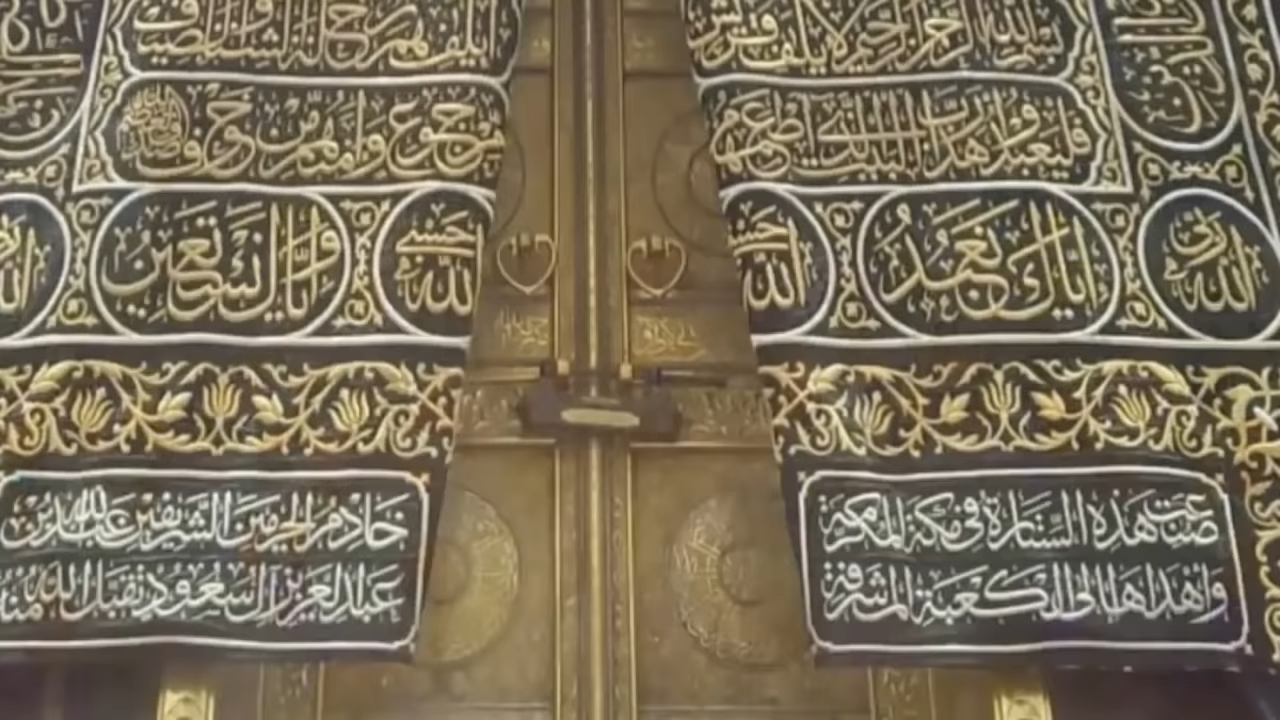 بسم الله الرحمن الرحيم لإيلاف قريش
إيلافهم رحلة الشتاء والصيف
فليعبدوا رب هذا البيت الذي أطعمهم
من جوع وآمنهم من خوف
الله ربي
إياك نعبد
الله حسبي
الله حسبي
وإياك نستعين
صنعت هذه الستارة في مكة المكرمة
وأهداها إلى الكعبة المشرفة
خادم الحرمين الشريفين عبدالله بن
عبدالعزيز آل سعود تقبل الله منه